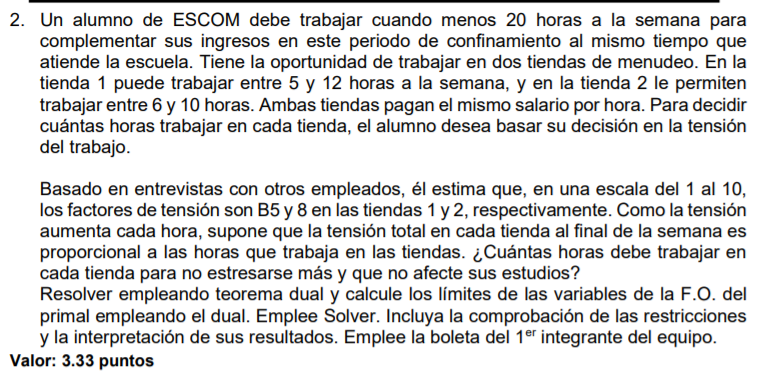 2. Un alumno de ESCOM debe trabajar cuando menos 20 horas a la semana para
complementar sus ingresos en este periodo de confinamiento al mismo tiempo que
atiende la escuela. Tiene la oportunidad de trabajar en dos tiendas de menudeo. En la
tienda 1 puede trabajar entre 5 y 12 horas a la semana, y en la tienda 2 le permiten
trabajar entre 6 y 10 horas. Ambas tiendas pagan el mismo salario por hora. Para decidir
cuántas horas trabajar en cada tienda, el alumno desea basar su decisión en la tensión
del trabajo.
Basado en entrevistas con otros empleados, él estima que, en una escala del 1 al 10,
los factores de tensión son B5 y 8 en las tiendas 1 y 2, respectivamente. Como la tensión
aumenta cada hora, supone que la tensión total en cada tienda al final de la semana es
proporcional a las horas que trabaja en las tiendas. ¿Cuántas horas debe trabajar en
cada tienda para no estresarse más y que no afecte sus estudios?
Resolver empleando teorema dual y calcule los límites de las variables de la F.O. del
primal empleando el dual. Emplee Solver. Incluya la comprobación de las restricciones
y la interpretación de sus resultados. Emplee la boleta del 1er integrante del equipo.
Valor: 3.33 puntos